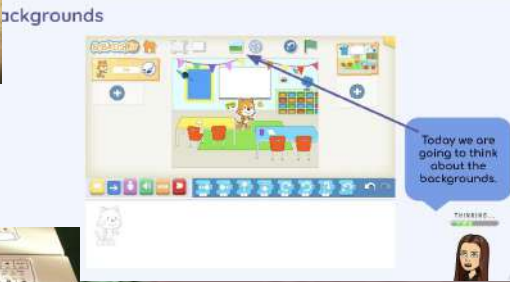 ackgrounds
Today we are
going to think
about the
backgrounds.
THINKING...